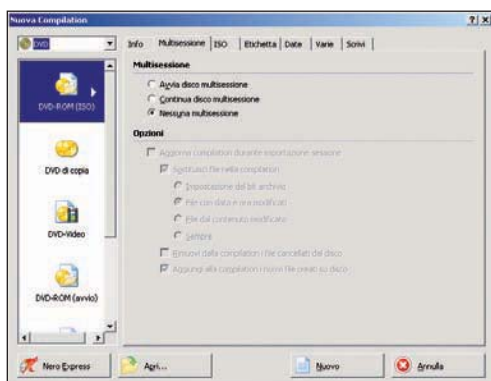 Nuova Compilation
DVD
Info Multisessione ISO Etichetta Date Varie Scrivi
DVD-ROM (ISO)
DVD di copia
DVD-Video
DVD-ROM (avvio)
Multisessione
Avvia disco multisessione
Continua disco multisessione
Nessuna multisessione
Opzioni
Aggiorna compilation durante esportazione sessione
Sostituisci file nella compilation
Impostazione del bit archivio
File con data e ora modificati
File dal contenuto modificato
Sempre
Rimuovi dalla compilation i file cancellati dal disco
Aggiungi alla compilation i nuovi file creati su disco
Nero Express
Apri...
Nuovo
Annulla